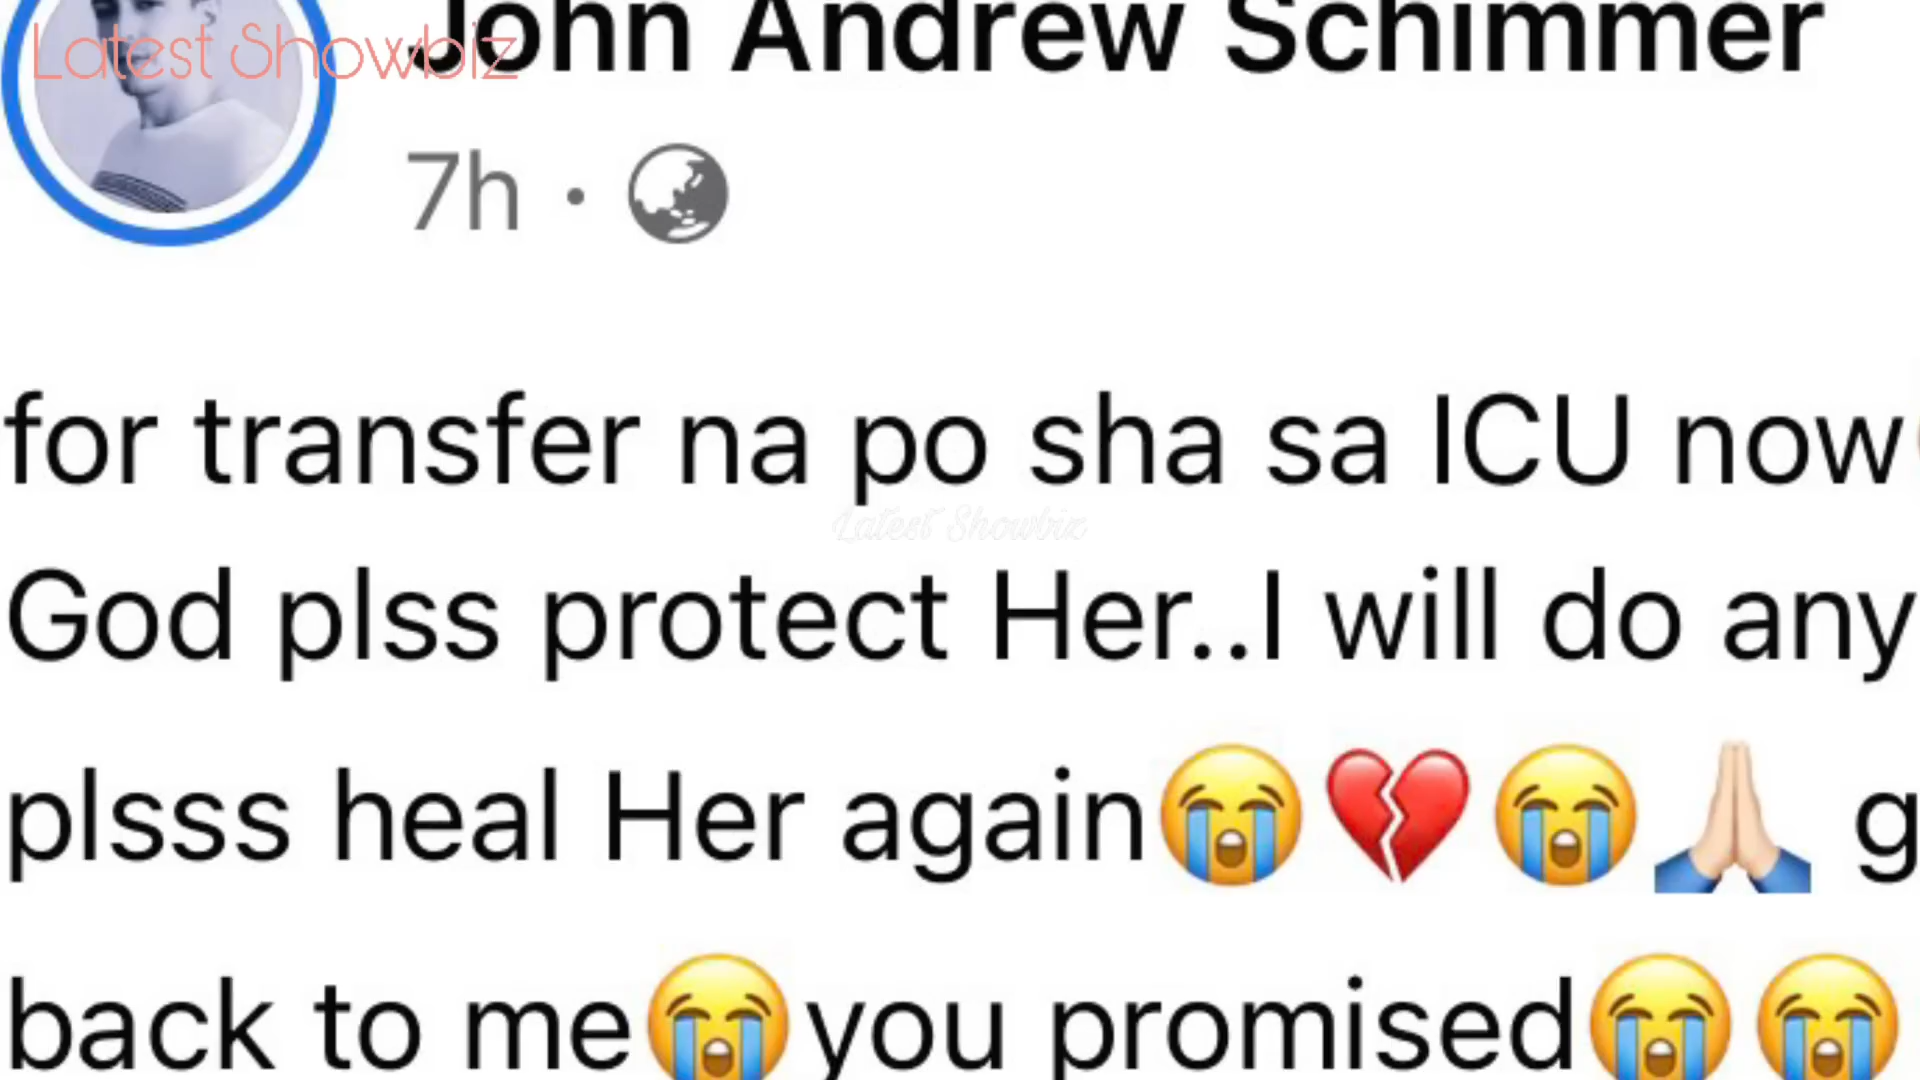 Latest Showbiz
John Andrew Schimmer
7h ·
for transfer na po sha sa ICU now
Latest Showbiz
God plss protect Her..I will do any
plsss heal Her again😭💔😭🙏🏻 g
back to me😭you promised😭😭